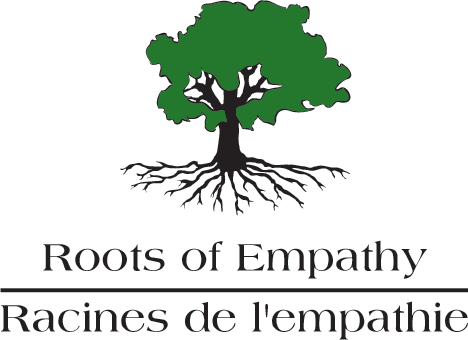 Roots of Empathy
Racines de l'empathie